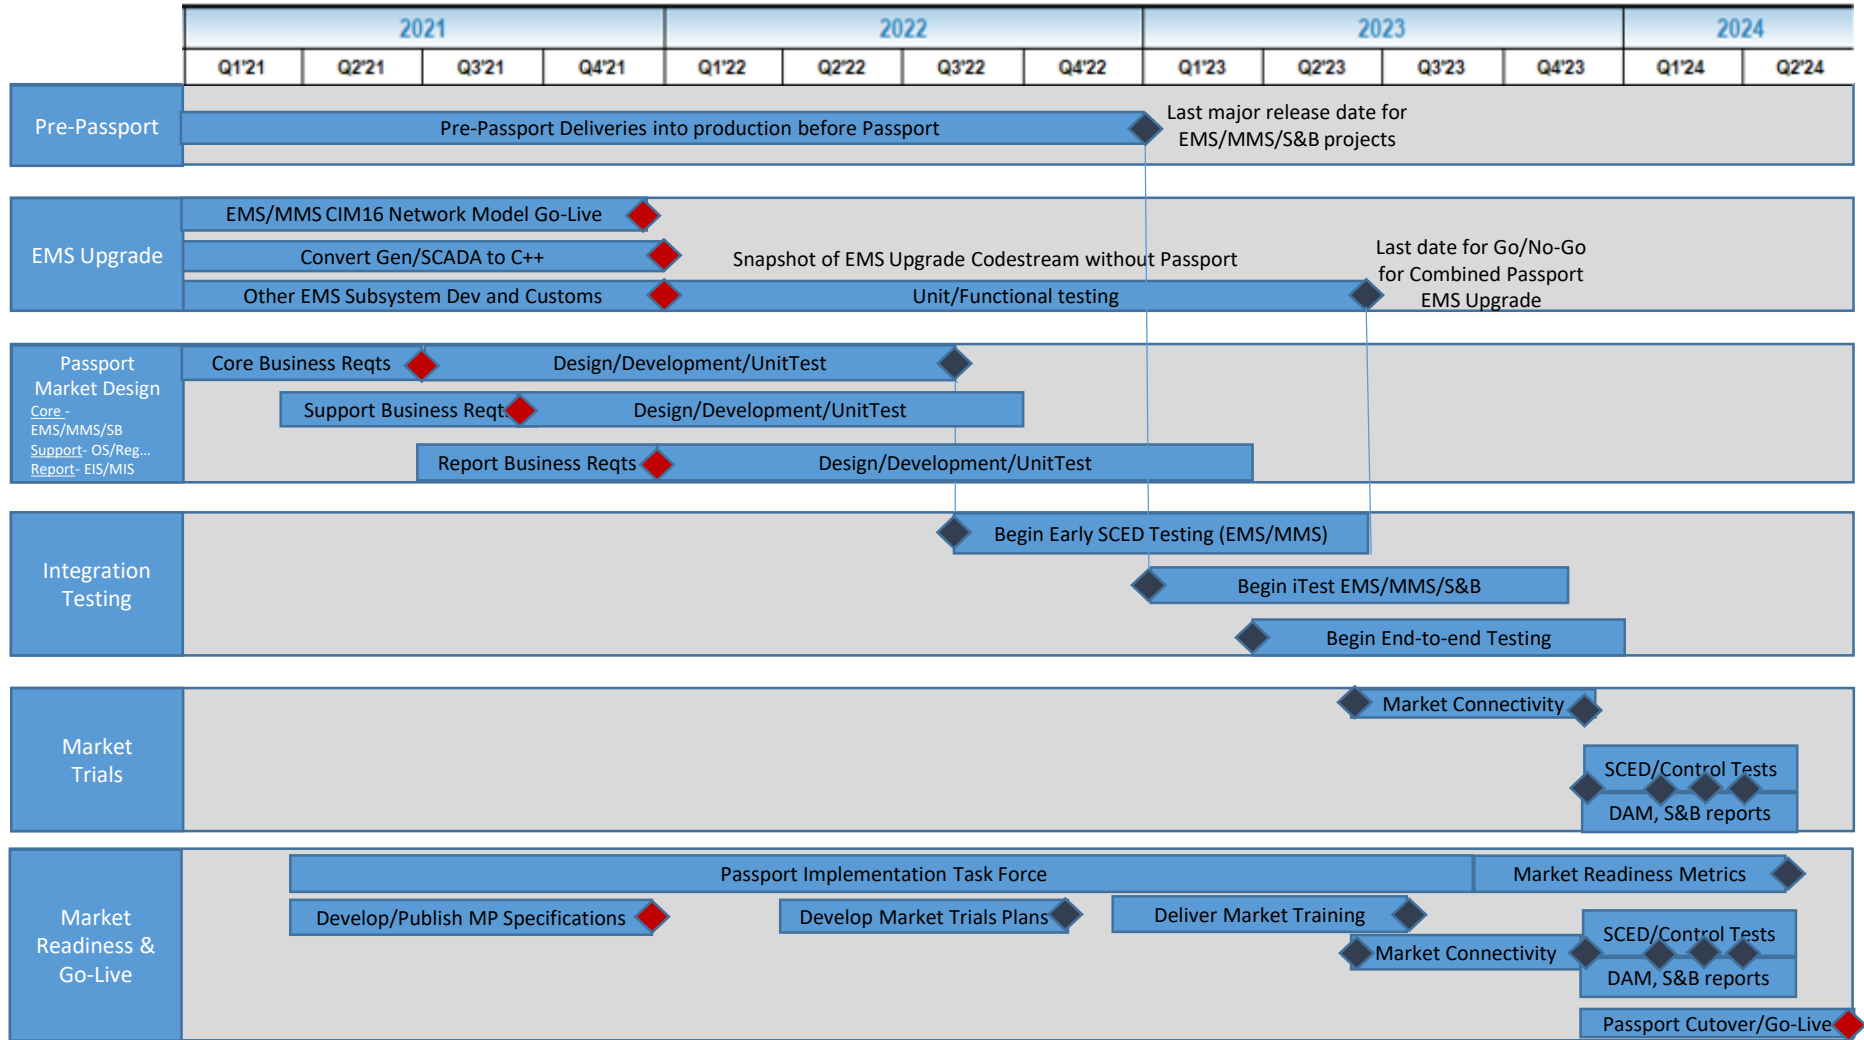 2021
2022
2023
2024
Q1'21
Q2'21
Q3'21
Q4'21
Q1'22
Q2'22
Q3'22
Q4'22
Q1'23
Q2'23
Q3'23
Q4'23
Q1'24
Q2'24
Pre-Passport
Pre-Passport Deliveries into production before Passport
Last major release date for
EMS/MMS/S&B projects
EMS Upgrade
EMS/MMS CIM16 Network Model Go-Live
Convert Gen/SCADA to C++
Snapshot of EMS Upgrade Codestream without Passport
Other EMS Subsystem Dev and Customs
Unit/Functional testing
Last date for Go/No-Go
for Combined Passport
EMS Upgrade
Passport
Market Design
Core -
EMS/MMS/SB
Support- OS/Reg...
Report- EIS/MIS
Core Business Reqts
Design/Development/UnitTest
Support Business Reqts
Design/Development/UnitTest
Report Business Reqts
Design/Development/UnitTest
Integration
Testing
Begin Early SCED Testing (EMS/MMS)
Begin iTest EMS/MMS/S&B
Begin End-to-end Testing
Market
Trials
Market Connectivity
SCED/Control Tests
DAM, S&B reports
Market
Readiness &
Go-Live
Passport Implementation Task Force
Market Readiness Metrics
Develop/Publish MP Specifications
Develop Market Trials Plans
Deliver Market Training
Market Connectivity
SCED/Control Tests
DAM, S&B reports
Passport Cutover/Go-Live